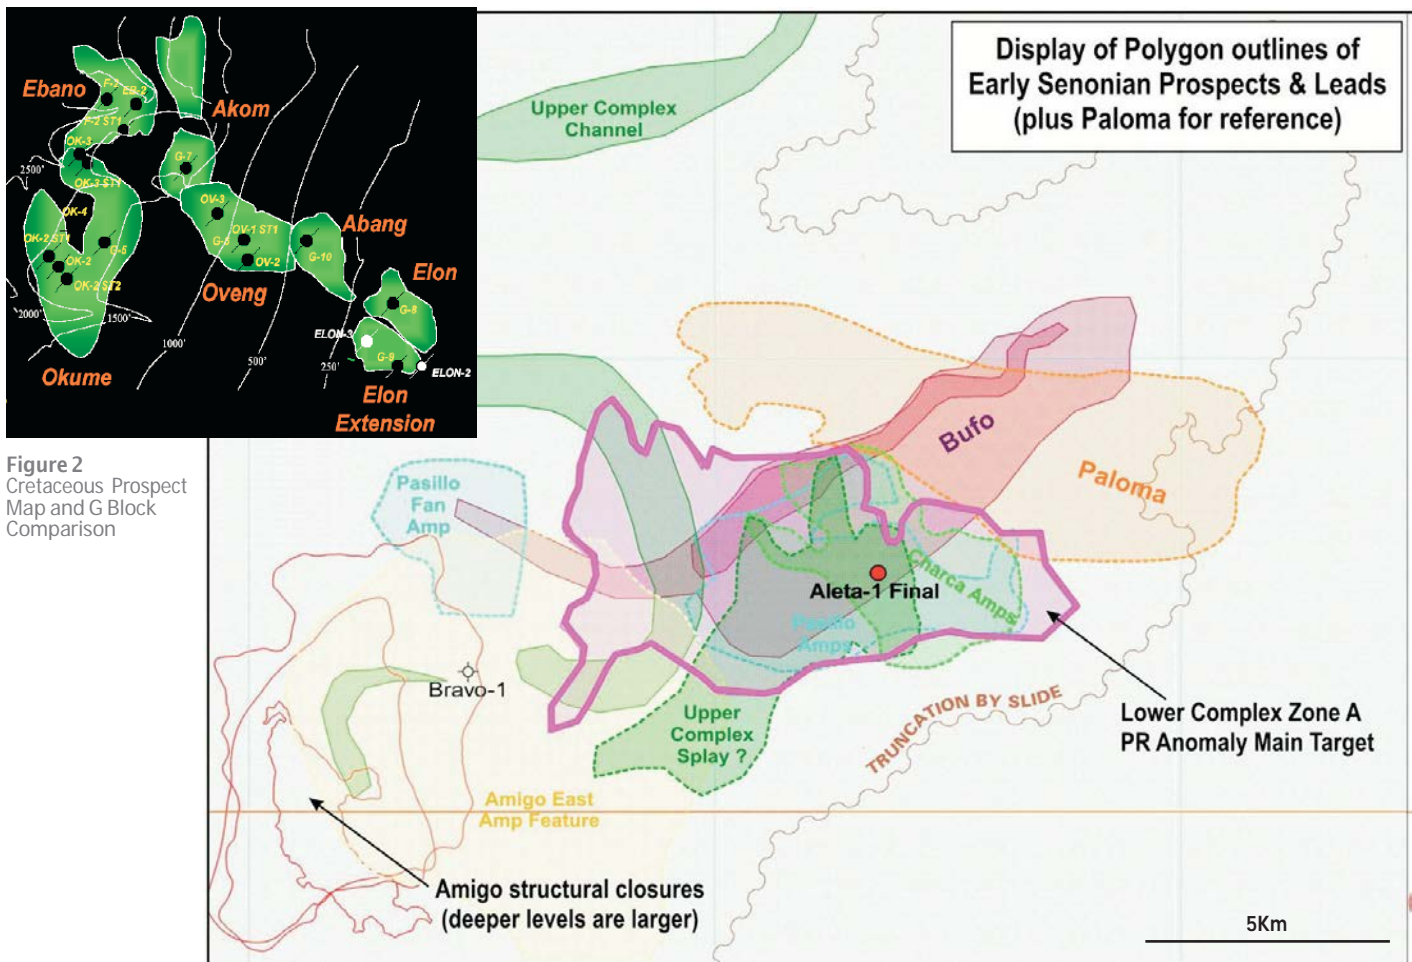 Ebano
Akom
F-2
EB-2
F-2 ST1
OK-3
2500'
OK-3 ST1
G-7
OV-3
OK-4
OV-1 ST1
Abang
OK-2 ST1
G-5
OK-2
OV-2
G-10
Elon
OK-2 ST2
Oveng
G-8
2000'
1500'
ELON-3
1000'
500'
250'
G-9
ELON-2
Okume
Elon
Extension
Figure 2
Cretaceous Prospect
Map and G Block
Comparison
Display of Polygon outlines of
Early Senonian Prospects & Leads
(plus Paloma for reference)
Upper Complex
Channel
Bufo
Paloma
Pasillo
Fan
Amp
Charca Amps
Aleta-1 Final
Pasillo
Amps
Bravo-1
Upper
Complex
Splay ?
TRUNCATION BY SLIDE
Lower Complex Zone A
PR Anomaly Main Target
Amigo East
Amp Feature
Amigo structural closures
(deeper levels are larger)
5Km